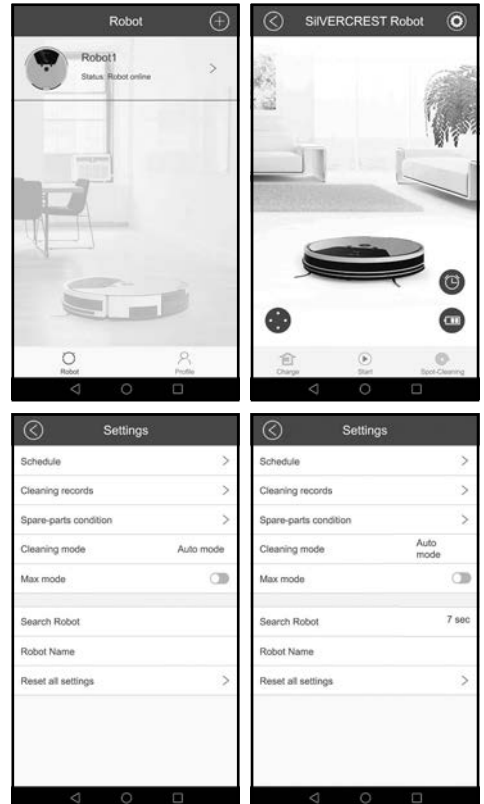 Robot
Robot1
Status: Robot online
Robot
Profile
SilVERCREST Robot
Charge
Start
Spot-Cleaning
Settings
Schedule
Cleaning records
Spare-parts condition
Cleaning mode Auto mode
Max mode
Search Robot
Robot Name
Reset all settings
Settings
Schedule
Cleaning records
Spare-parts condition
Cleaning mode Auto
mode
Max mode
Search Robot 7 sec
Robot Name
Reset all settings